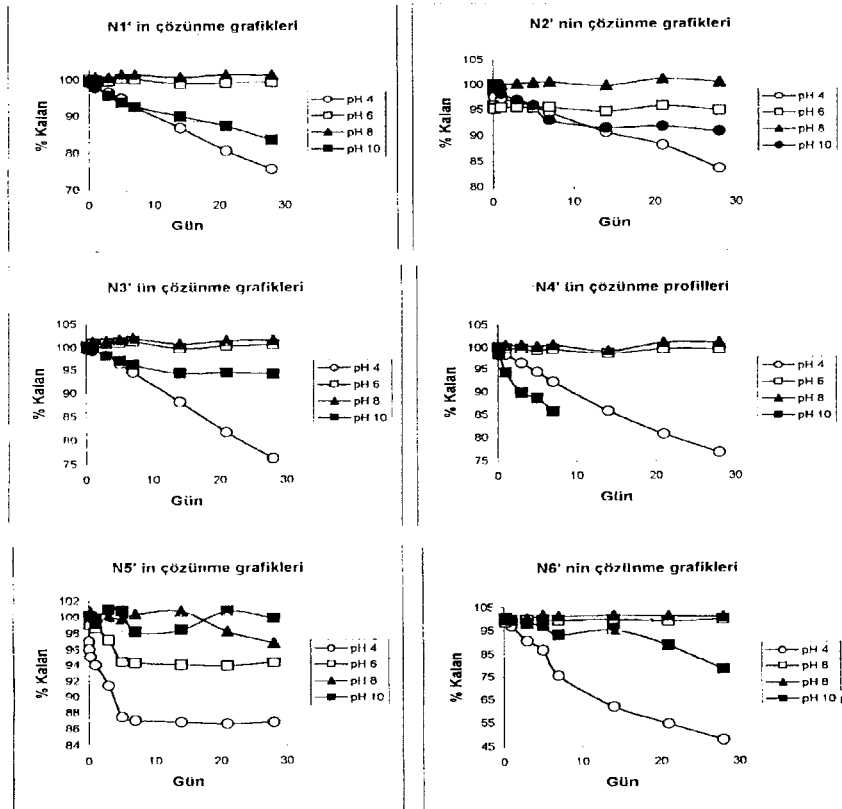 N1' in çözünme grafikleri
% Kalan
100
90
80
70
0
10
20
30
Gün
pH 4
pH 6
pH 8
pH 10
N2' nin çözünme grafikleri
% Kalan
105
100
95
90
85
80
0
10
20
30
Gün
pH 4
pH 6
pH 8
pH 10
N3' ün çözünme grafikleri
% Kalan
105
100
95
90
85
80
75
0
10
20
30
Gün
pH 4
pH 6
pH 8
pH 10
N4' ün çözünme profilleri
% Kalan
105
100
95
90
85
80
75
0
10
20
30
Gün
pH 4
pH 6
pH 8
pH 10
N5' in çözünme grafikleri
% Kalan
102
100
98
96
94
92
90
88
86
84
0
10
20
30
Gün
pH 4
pH 6
pH 8
pH 10
N6' nin çözünme grafikleri
% Kalan
105
95
85
75
65
55
45
0
10
20
30
Gün
pH 4
pH 6
pH 8
pH 10